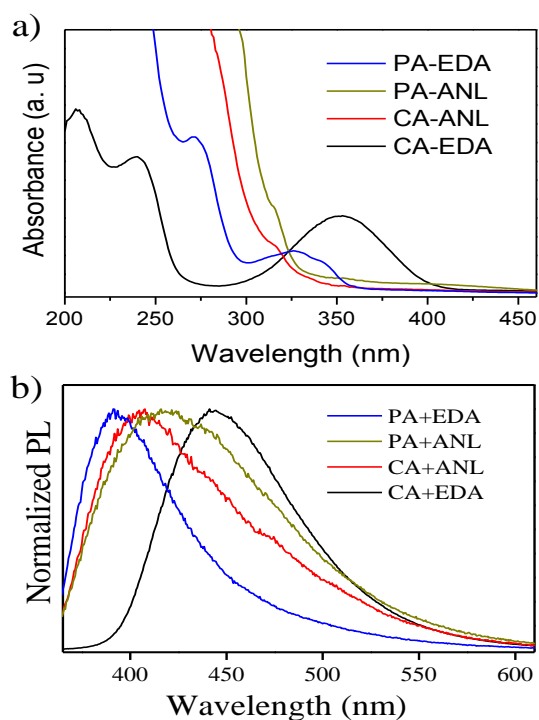 a)
Absorbance (a. u)
PA-EDA
PA-ANL
CA-ANL
CA-EDA
200 250 300 350 400 450
Wavelength (nm)
b)
Normalized PL
PA+EDA
PA+ANL
CA+ANL
CA+EDA
400 450 500 550 600
Wavelength (nm)